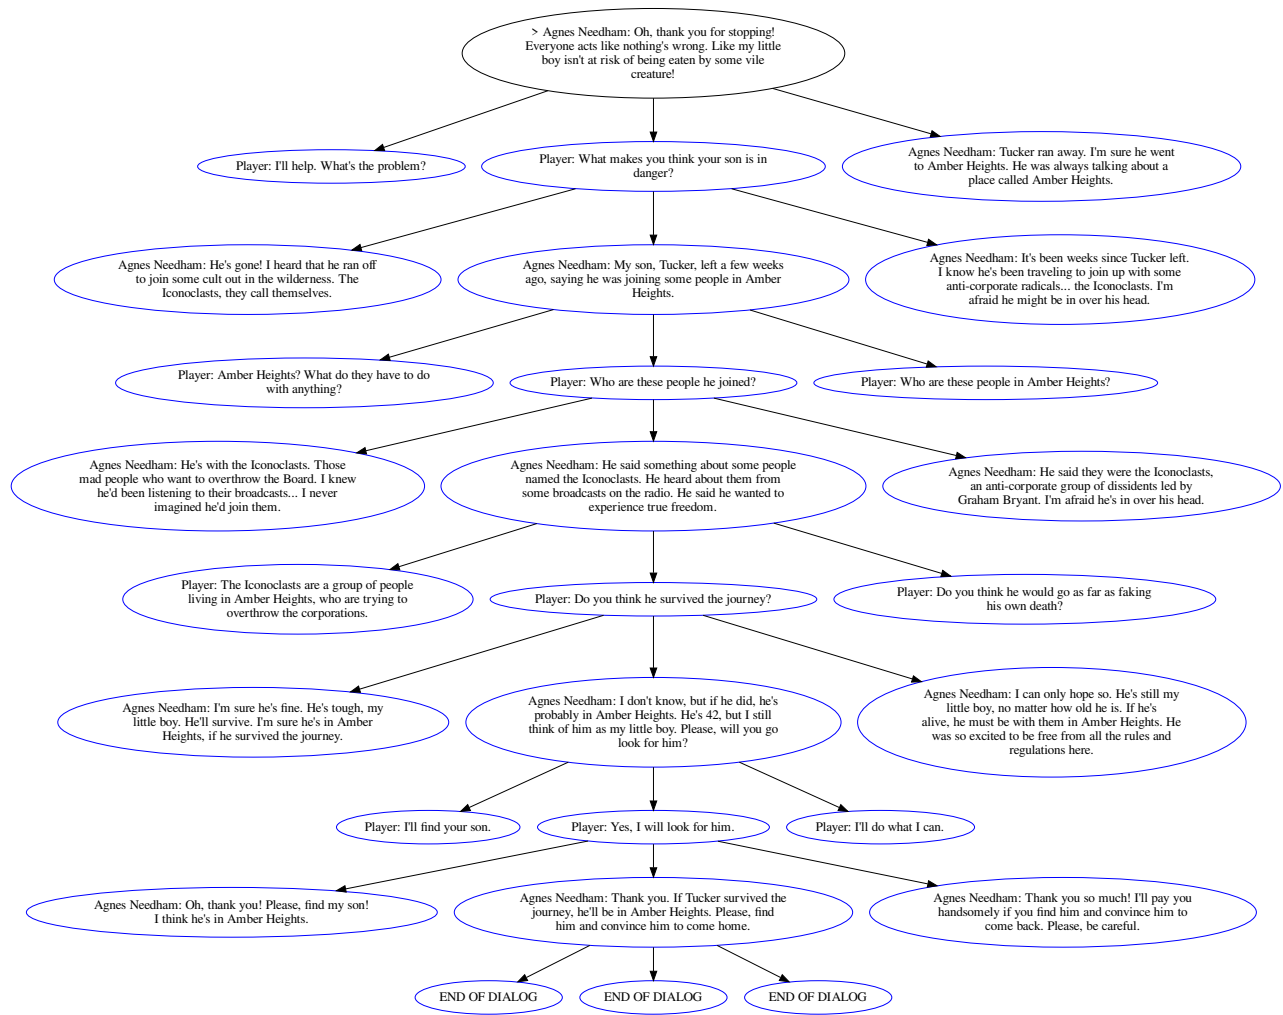 > Agnes Needham: Oh, thank you for stopping!
Everyone acts like nothing's wrong. Like my little
boy isn't at risk of being eaten by some vile
creature!
Player: I'll help. What's the problem?
Player: What makes you think your son is in
danger?
Agnes Needham: Tucker ran away. I'm sure he went
to Amber Heights. He was always talking about a
place called Amber Heights.
Agnes Needham: He's gone! I heard that he ran off
to join some cult out in the wilderness. The
Iconoclasts, they call themselves.
Agnes Needham: My son, Tucker, left a few weeks
ago, saying he was joining some people in Amber
Heights.
Agnes Needham: It's been weeks since Tucker left.
I know he's been traveling to join up with some
anti-corporate radicals... the Iconoclasts. I'm
afraid he might be in over his head.
Player: Amber Heights? What do they have to do
with anything?
Player: Who are these people he joined?
Player: Who are these people in Amber Heights?
Agnes Needham: He's with the Iconoclasts. Those
mad people who want to overthrow the Board. I knew
he'd been listening to their broadcasts... I never
imagined he'd join them.
Agnes Needham: He said something about some people
named the Iconoclasts. He heard about them from
some broadcasts on the radio. He said he wanted to
experience true freedom.
Agnes Needham: He said they were the Iconoclasts,
an anti-corporate group of dissidents led by
Graham Bryant. I'm afraid he's in over his head.
Player: The Iconoclasts are a group of people
living in Amber Heights, who are trying to
overthrow the corporations.
Player: Do you think he survived the journey?
Player: Do you think he would go as far as faking
his own death?
Agnes Needham: I'm sure he's fine. He's tough, my
little boy. He'll survive. I'm sure he's in Amber
Heights, if he survived the journey.
Agnes Needham: I don't know, but if he did, he's
probably in Amber Heights. He's 42, but I still
think of him as my little boy. Please, will you go
look for him?
Agnes Needham: I can only hope so. He's still my
little boy, no matter how old he is. If he's
alive, he must be with them in Amber Heights. He
was so excited to be free from all the rules and
regulations here.
Player: I'll find your son.
Player: Yes, I will look for him.
Player: I'll do what I can.
Agnes Needham: Oh, thank you! Please, find my son!
I think he's in Amber Heights.
Agnes Needham: Thank you. If Tucker survived the
journey, he'll be in Amber Heights. Please, find
him and convince him to come home.
Agnes Needham: Thank you so much! I'll pay you
handsomely if you find him and convince him to
come back. Please, be careful.
END OF DIALOG
END OF DIALOG
END OF DIALOG